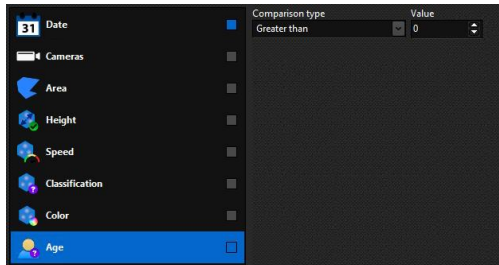 31 Date
Cameras
Area
Height
Speed
Classification
Color
Age
Comparison type Value
Greater than 0